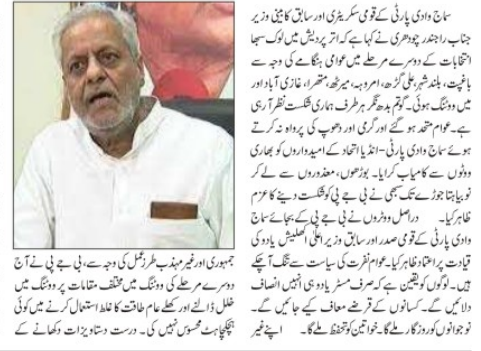 سماج وادی پارٹی کے قومی سکریٹری اور سابق کابینی وزیر
جناب راجندر چودھری نے کہا ہے کہ اتر پردیش میں لوک سبھا
انتخابات کے دوسرے مرحلے میں عوامی ہنگامے کی وجہ سے
باغپت، بلند شہر، علی گڑھ، امروہہ، میرٹھ، متھرا، غازی آباد اور
میں ووٹنگ ہوئی۔ گوتم بدھ نگر ہر طرف ہماری شکست نظر آ رہی
ہے۔ عوام متحد ہو گئے اور گرمی اور دھوپ کی پرواہ نہ کرتے
ہوئے سماج وادی پارٹی-انڈیا اتحاد کے امیدواروں کو بھاری
ووٹوں سے کامیاب کرایا۔ بوڑھوں، معذوروں سے لے کر
نوبیاہتا جوڑے تک سبھی نے بی جے پی کو شکست دینے کا عزم
ظاہر کیا۔ دراصل ووٹروں نے بی جے پی کے بجائے سماج
وادی پارٹی کے قومی صدر اور سابق وزیر اعلیٰ اکھلیش یادو کی
قیادت پر اعتماد ظاہر کیا۔ عوام نفرت کی سیاست سے تنگ آ چکے
ہیں۔ لوگوں کو یقین ہے کہ صرف مسٹر یادو ہی انہیں انصاف
دلائیں گے۔ کسانوں کے قرضے معاف کیے جائیں گے۔
نوجوانوں کو روزگار ملے گا۔ خواتین کو تحفظ ملے گا۔ اپنے غیر
جمہوری اور غیر مہذب طرز عمل کی وجہ سے، بی جے پی نے آج
دوسرے مرحلے کی ووٹنگ میں مختلف مقامات پر ووٹنگ میں
خلل ڈالنے اور کھلے عام طاقت کا غلط استعمال کرنے میں کوئی
ہچکچاہٹ محسوس نہیں کی۔ درست دستاویزات دکھانے کے